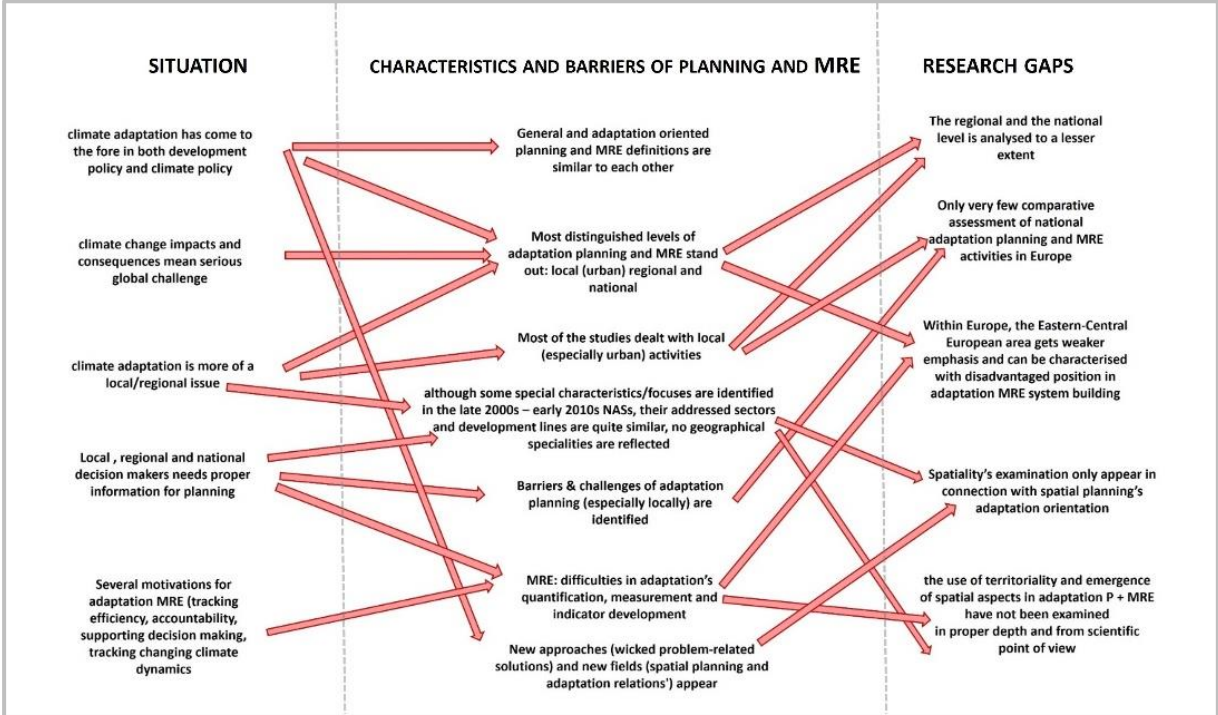 SITUATION
CHARACTERISTICS AND BARRIERS OF PLANNING AND MRE
RESEARCH GAPS
climate adaptation has come to
the fore in both development
policy and climate policy
climate change impacts and
consequences mean serious
global challenge
climate adaptation is more of a
local/regional issue
Local , regional and national
decision makers needs proper
information for planning
Several motivations for
adaptation MRE (tracking
efficiency, accountability,
supporting decision making,
tracking changing climate
dynamics
General and adaptation oriented
planning and MRE definitions are
similar to each other
Most distinguished levels of
adaptation planning and MRE stand
out: local (urban) regional and
national
Most of the studies dealt with local
(especially urban) activities
although some special characteristics/focuses are identified
in the late 2000s – early 2010s NASs, their addressed sectors
and development lines are quite similar, no geographical
specialities are reflected
Barriers & challenges of adaptation
planning (especially locally) are
identified
MRE: difficulties in adaptation’s
quantification, measurement and
indicator development
New approaches (wicked problem-related
solutions) and new fields (spatial planning and
adaptation relations') appear
The regional and the national
level is analysed to a lesser
extent
Only very few comparative
assessment of national
adaptation planning and MRE
activities in Europe
Within Europe, the Eastern-Central
European area gets weaker
emphasis and can be characterised
with disadvantaged position in
adaptation MRE system building
Spatiality’s examination only appear in
connection with spatial planning’s
adaptation orientation
the use of territoriality and emergence
of spatial aspects in adaptation P + MRE
have not been examined
in proper depth and from scientific
point of view